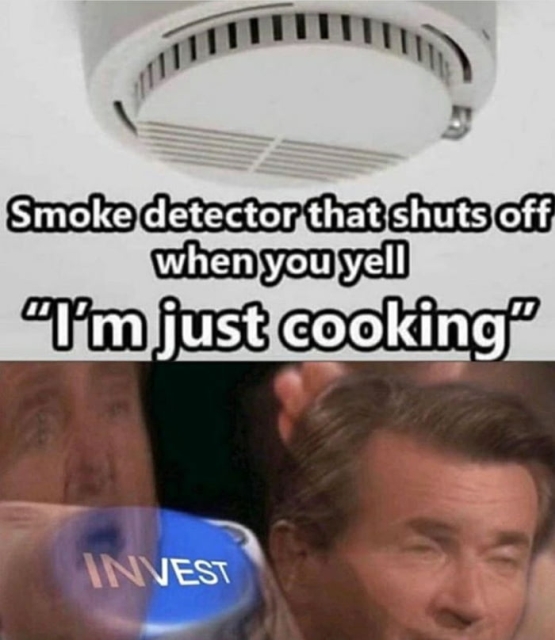 Smoke detector that shuts off
when you yell
"I'm just cooking"
INVEST